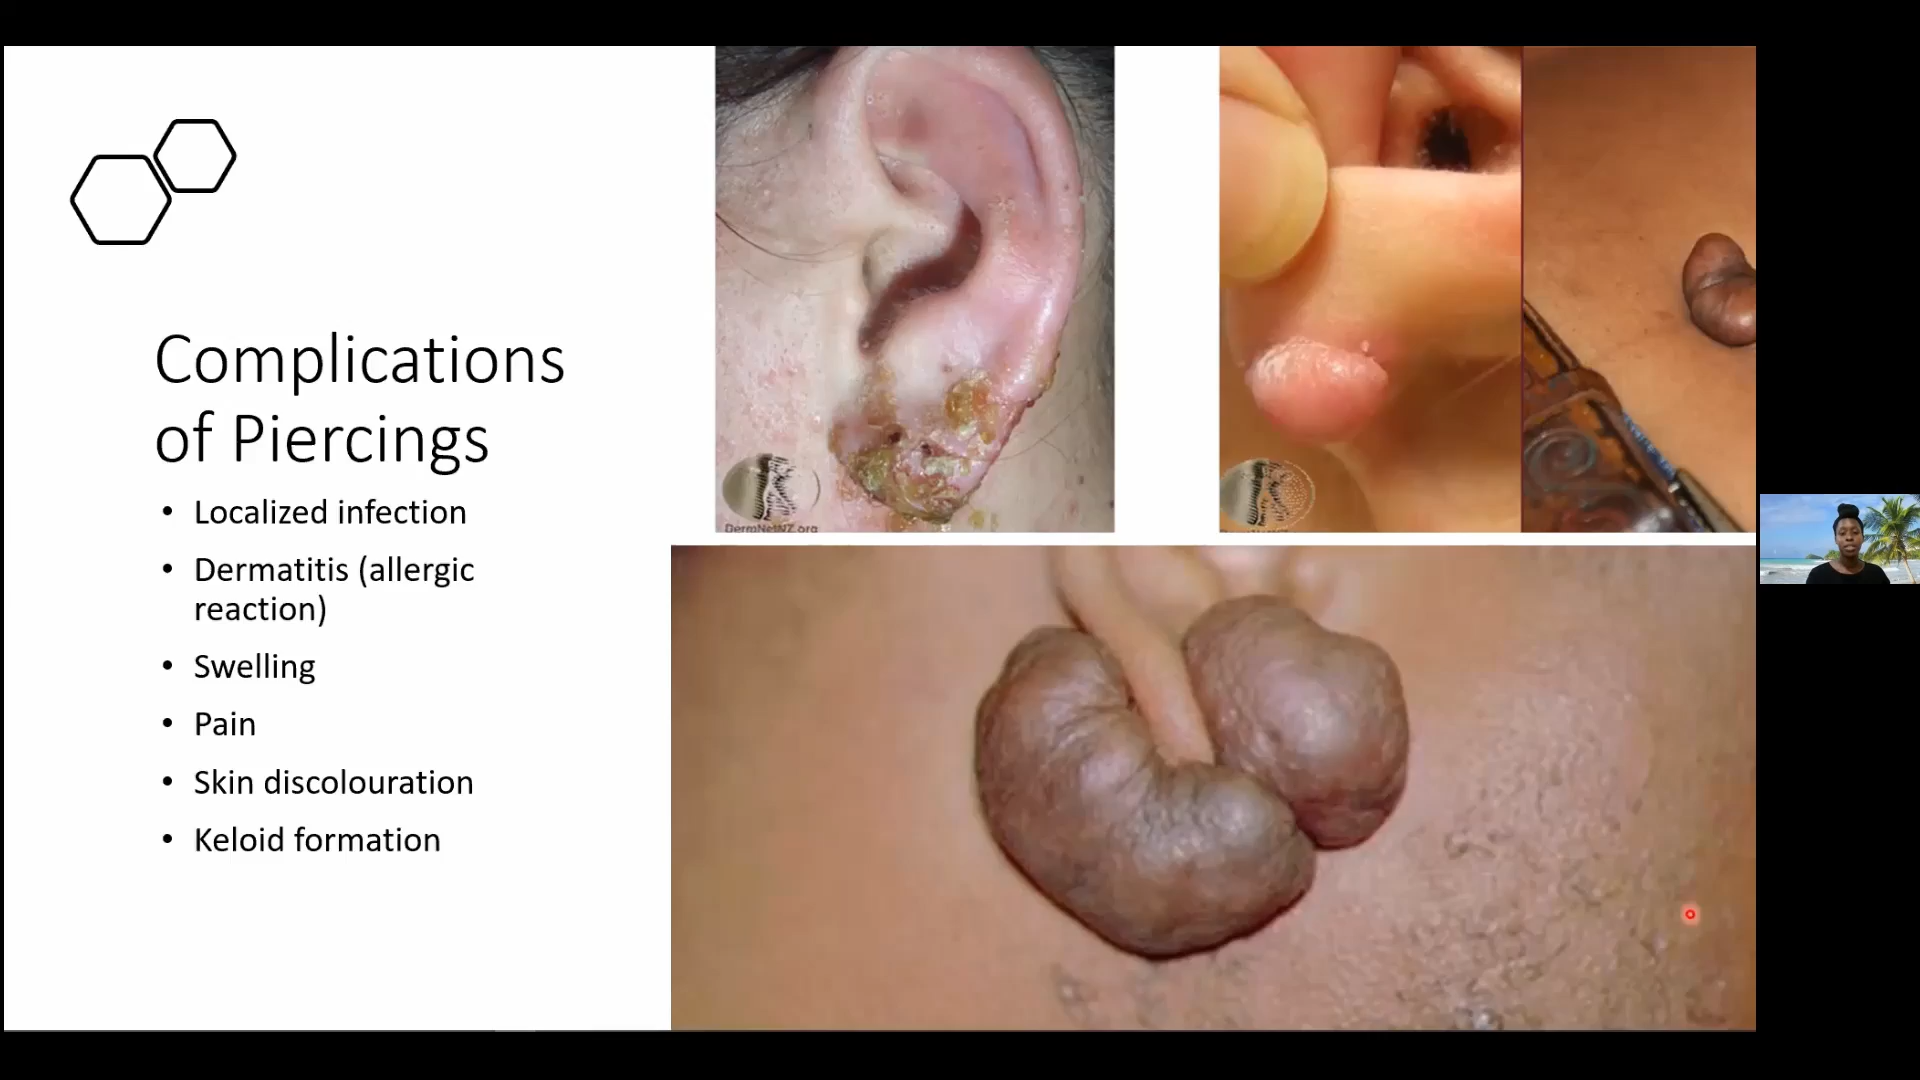 Complications
of Piercings
• Localized infection
• Dermatitis (allergic
reaction)
• Swelling
• Pain
• Skin discolouration
• Keloid formation
DermNetNZ.org